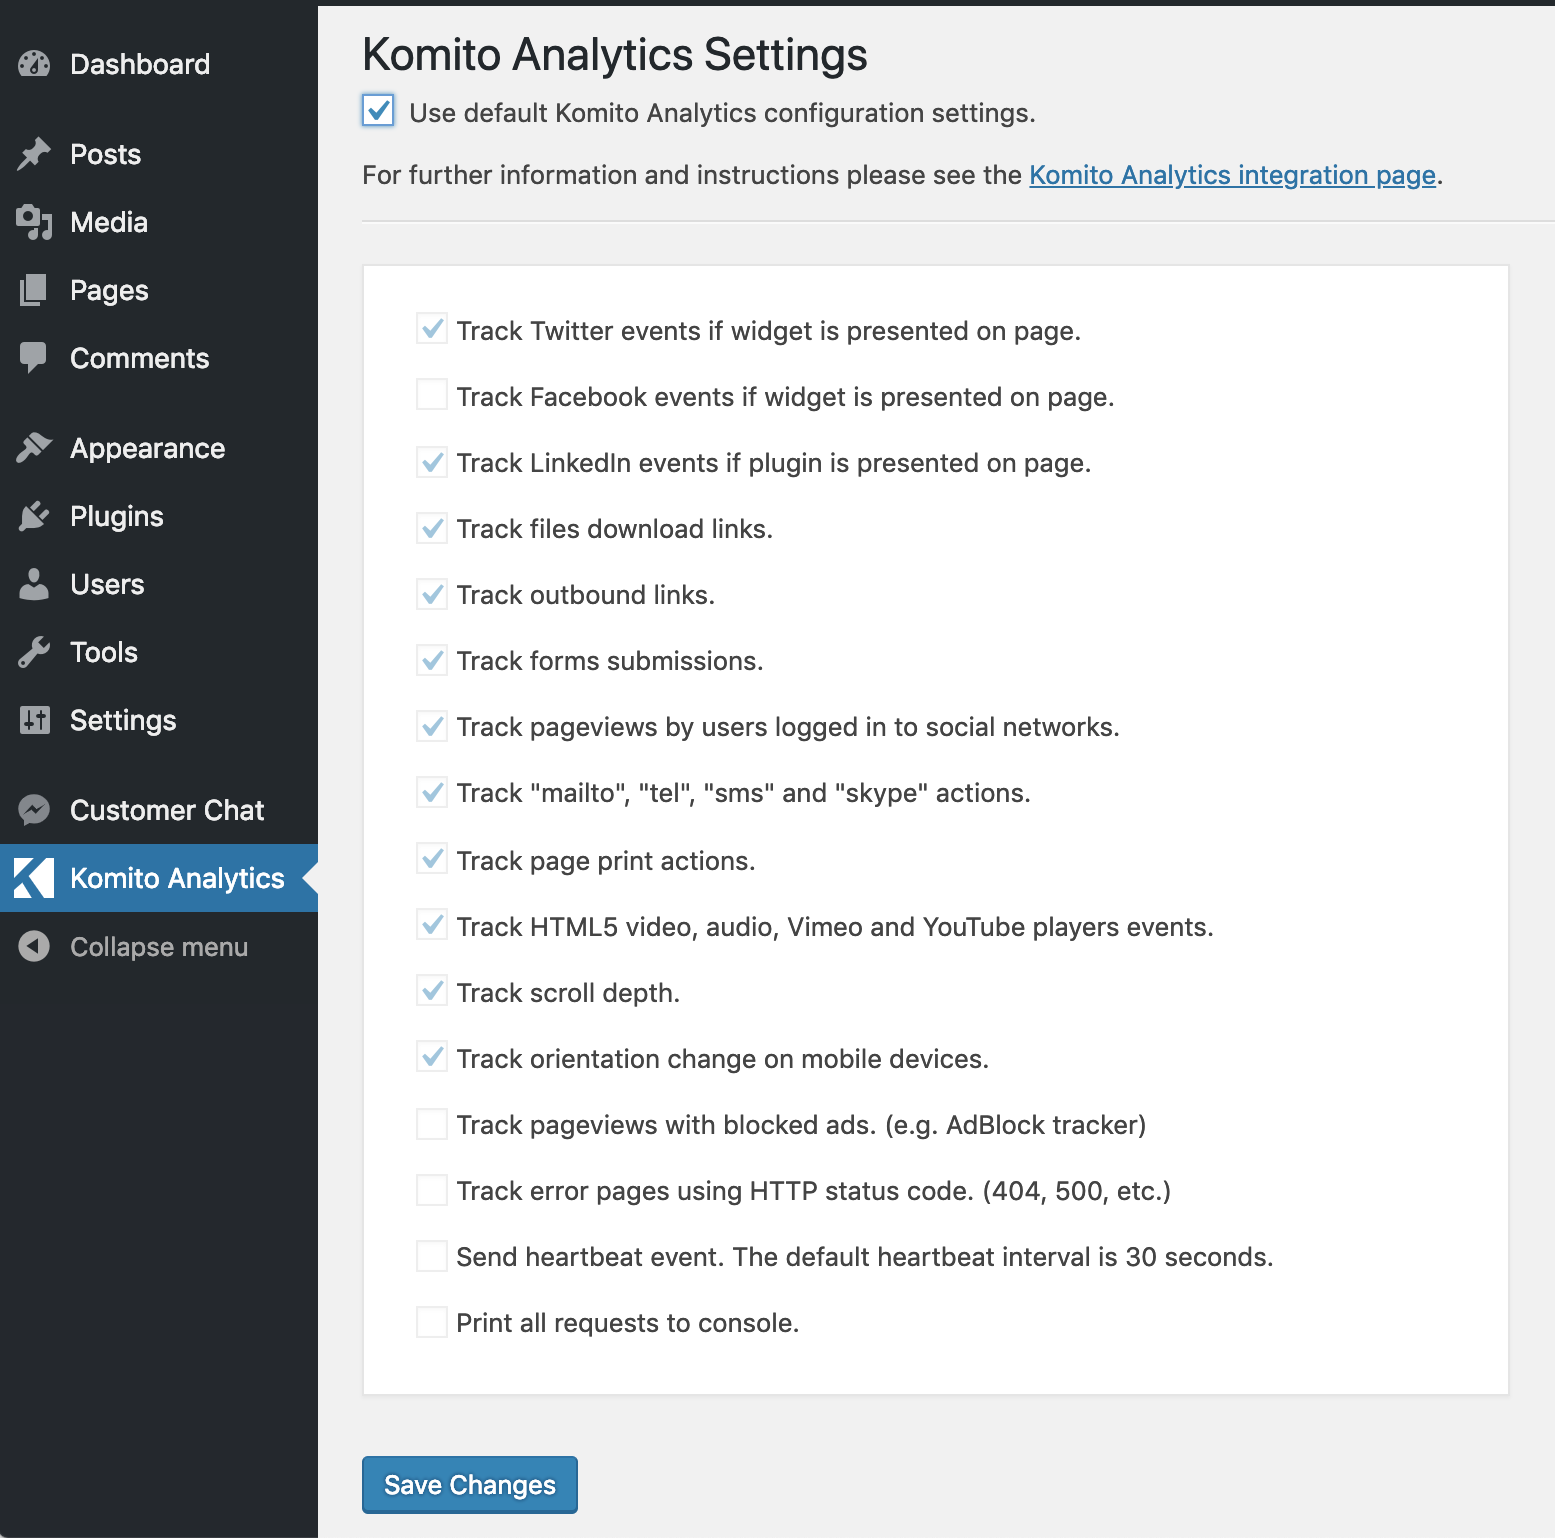 Dashboard
Posts
Media
Pages
Comments
Appearance
Plugins
Users
Tools
Settings
Customer Chat
Komito Analytics
Collapse menu
Komito Analytics Settings
Use default Komito Analytics configuration settings.
For further information and instructions please see the Komito Analytics integration page.
Track Twitter events if widget is presented on page.
Track Facebook events if widget is presented on page.
Track LinkedIn events if plugin is presented on page.
Track files download links.
Track outbound links.
Track forms submissions.
Track pageviews by users logged in to social networks.
Track "mailto", "tel", "sms" and "skype" actions.
Track page print actions.
Track HTML5 video, audio, Vimeo and YouTube players events.
Track scroll depth.
Track orientation change on mobile devices.
Track pageviews with blocked ads. (e.g. AdBlock tracker)
Track error pages using HTTP status code. (404, 500, etc.)
Send heartbeat event. The default heartbeat interval is 30 seconds.
Print all requests to console.
Save Changes